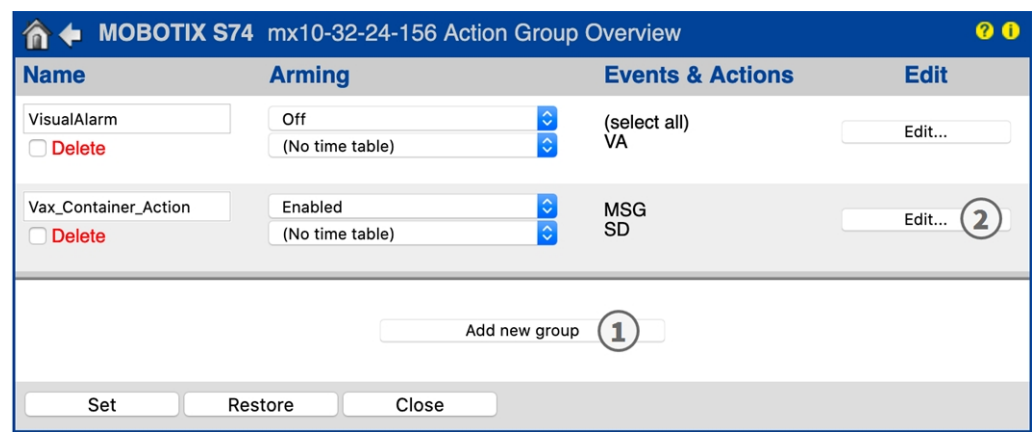 MOBOTIX S74 mx10-32-24-156 Action Group Overview ? i
Name Arming Events & Actions Edit
VisualAlarm Off (select all) Edit...
Delete (No time table) VA
Vax_Container_Action Enabled MSG Edit... 2
Delete (No time table) SD
Add new group 1
Set Restore Close